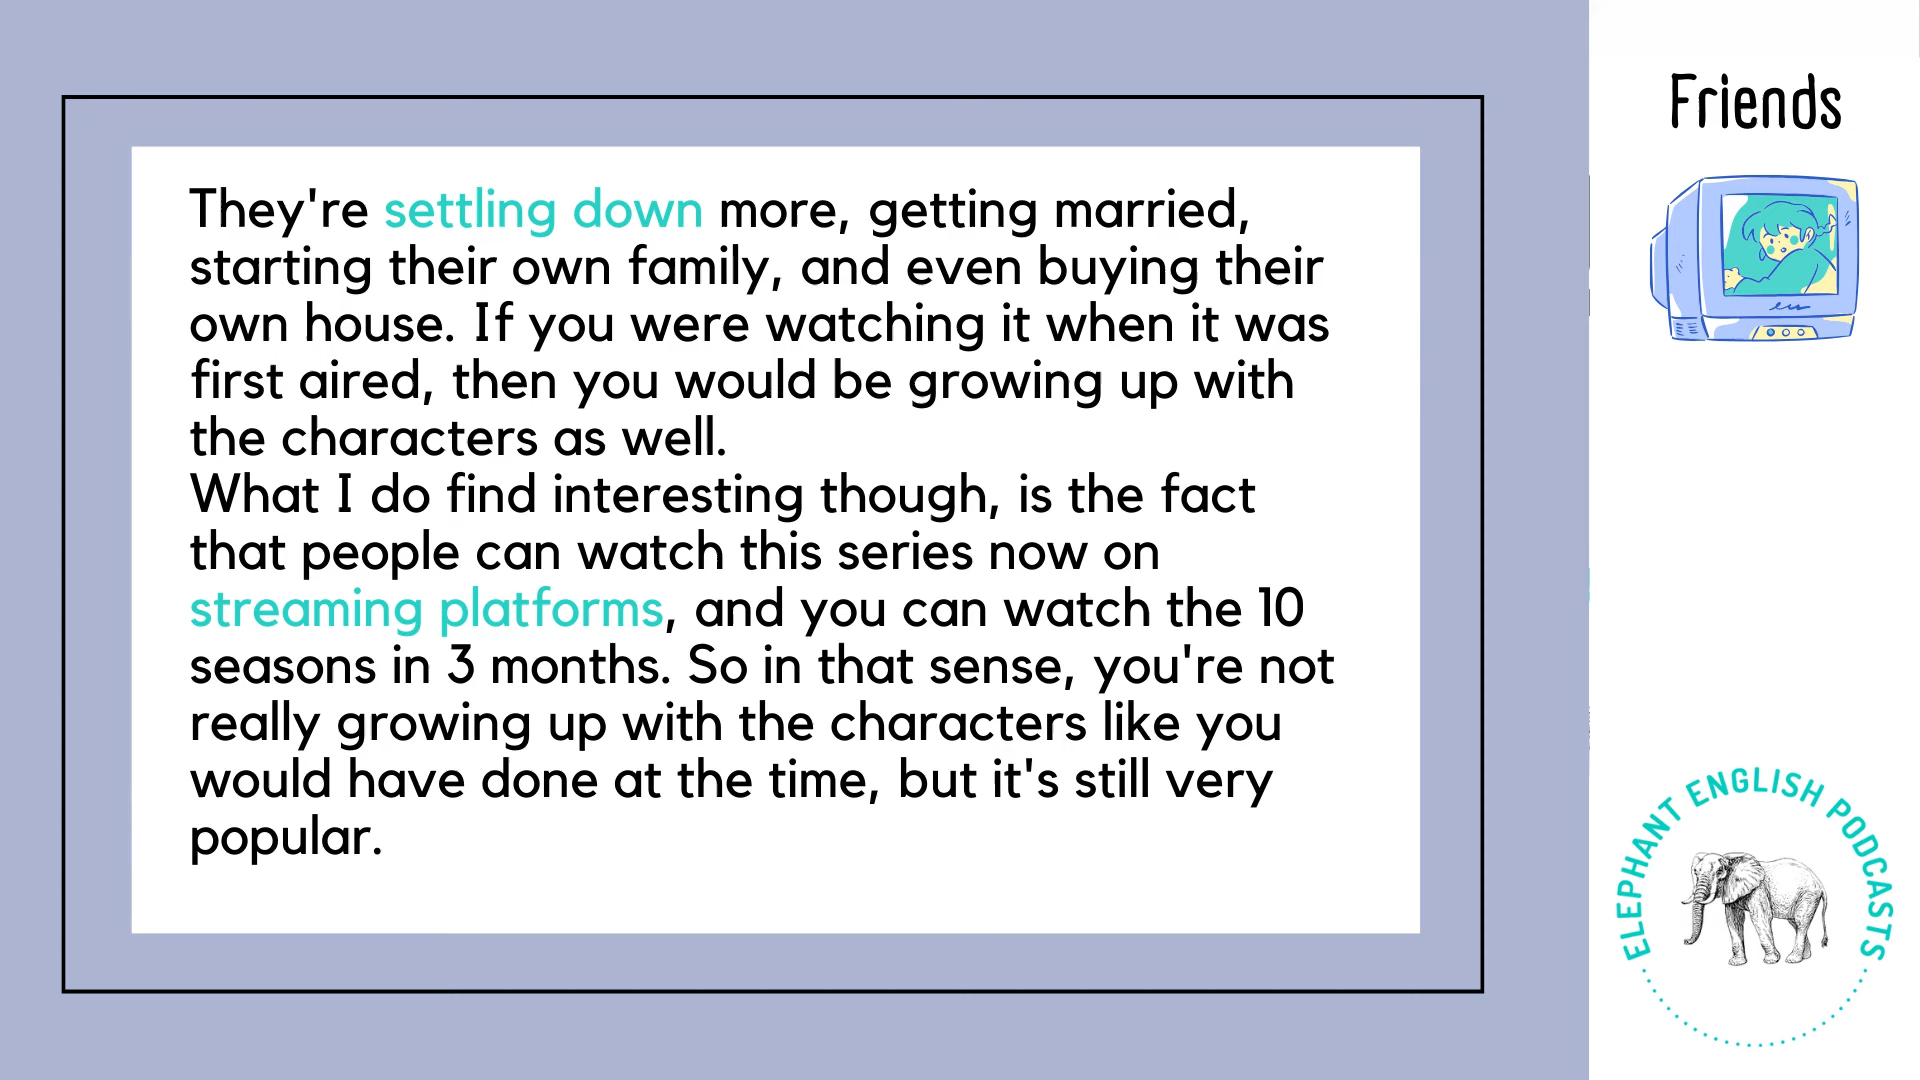 Friends
They're settling down more, getting married,
starting their own family, and even buying their
own house. If you were watching it when it was
first aired, then you would be growing up with
the characters as well.
What I do find interesting though, is the fact
that people can watch this series now on
streaming platforms, and you can watch the 10
seasons in 3 months. So in that sense, you're not
really growing up with the characters like you
would have done at the time, but it's still very
popular.
ELEPHANT ENGLISH PODCASTS